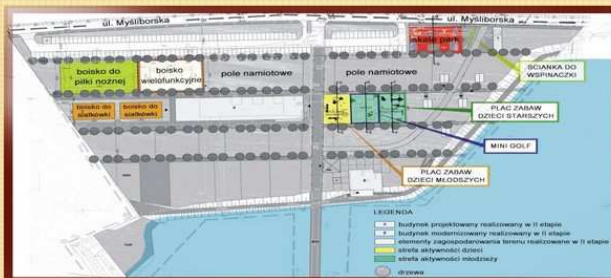 ul. Myśliborska
ul. Myśliborska
skate park
ŚCIANKA DO
WSPINACZKI
boisko do
piłki nożnej
boisko
wielofunkcyjne
pole namiotowe
pole namiotowe
boisko do
siatkówki
boisko do
siatkówki
PLAC ZABAW
DZIECI STARSZYCH
MINI GOLF
PLAC ZABAW
DZIECI MŁODSZYCH
LEGENDA
budynek projektowany realizowany w II etapie
budynek modernizowany realizowany w II etapie
elementy zagospodarowania terenu realizowane w II etapie
strefa aktywności dzieci
strefa aktywności młodzieży
drzewa